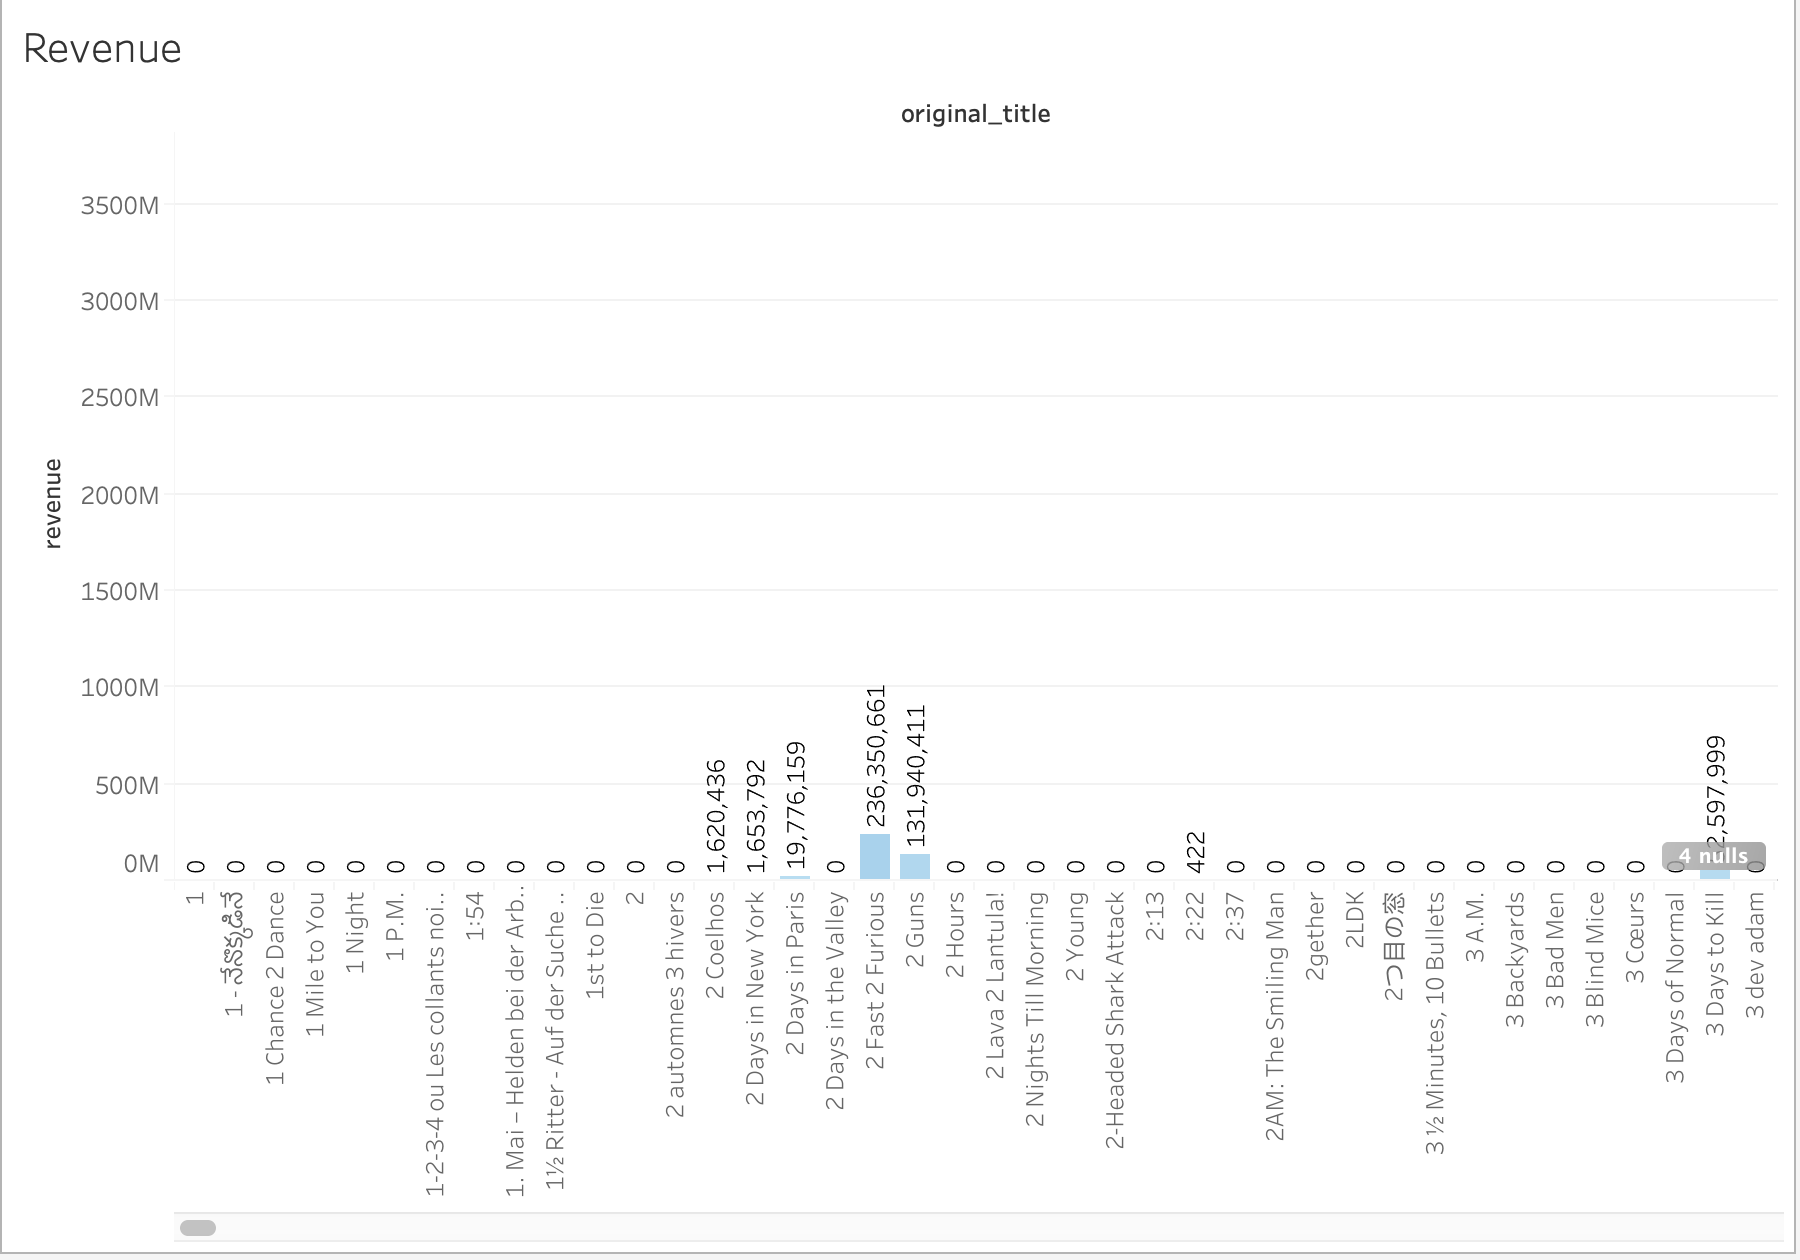 Revenue
original_title
revenue
3500M
3000M
2500M
2000M
1500M
1000M
500M
0M
0
0
0
0
0
0
0
0
0
0
0
0
0
1,620,436
1,653,792
19,776,159
0
236,350,661
131,940,411
0
0
0
0
0
0
422
0
0
0
0
0
0
0
0
0
0
0
0
2,597,999
0
4 nulls
1
1 -
1 Chance 2 Dance
1 Mile to You
1 Night
1 P.M.
1-2-3-4 ou Les collants noi..
1:54
1. Mai – Helden bei der Arb..
1½ Ritter - Auf der Suche ..
1st to Die
2
2 automnes 3 hivers
2 Coelhos
2 Days in New York
2 Days in Paris
2 Days in the Valley
2 Fast 2 Furious
2 Guns
2 Hours
2 Lava 2 Lantula!
2 Nights Till Morning
2 Young
2-Headed Shark Attack
2:13
2:22
2:37
2AM: The Smiling Man
2gether
2LDK
2つ目の窓
3 ½ Minutes, 10 Bullets
3 A.M.
3 Backyards
3 Bad Men
3 Blind Mice
3 Cœurs
3 Days of Normal
3 Days to Kill
3 dev adam